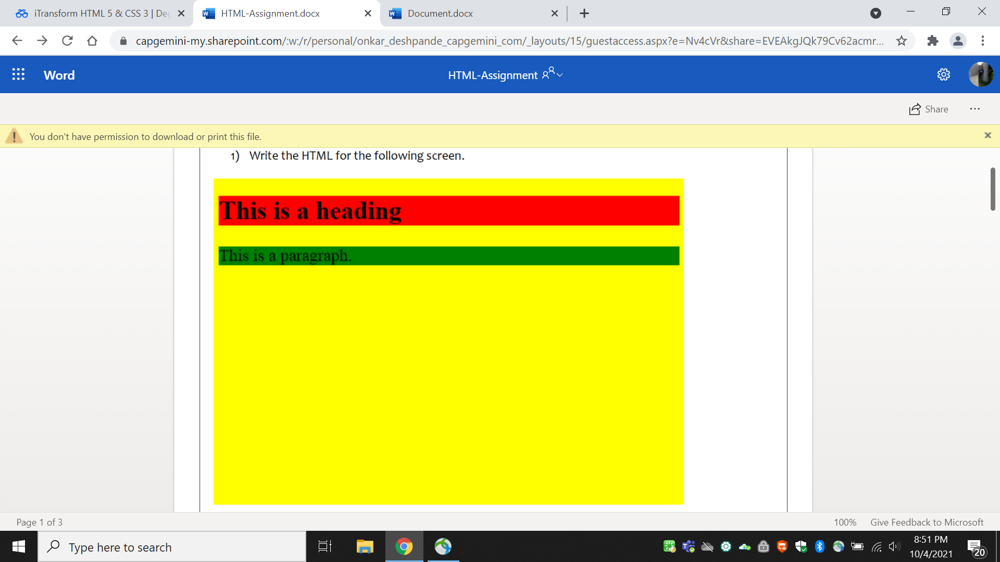 iTransform HTML 5 & CSS 3 | Deg
HTML-Assignment.docx
Document.docx
capgemini-my.sharepoint.com/:w:/r/personal/onkar_deshpande_capgemini_com/_layouts/15/guestaccess.aspx?e=Nv4cVr&share=EVEAkgJQk79Cv62acmr...
Word
HTML-Assignment
Share
You don't have permission to download or print this file.
1) Write the HTML for the following screen.
This is a heading
This is a paragraph.
Page 1 of 3
100%
Give Feedback to Microsoft
Type here to search
8:51 PM
10/4/2021
20